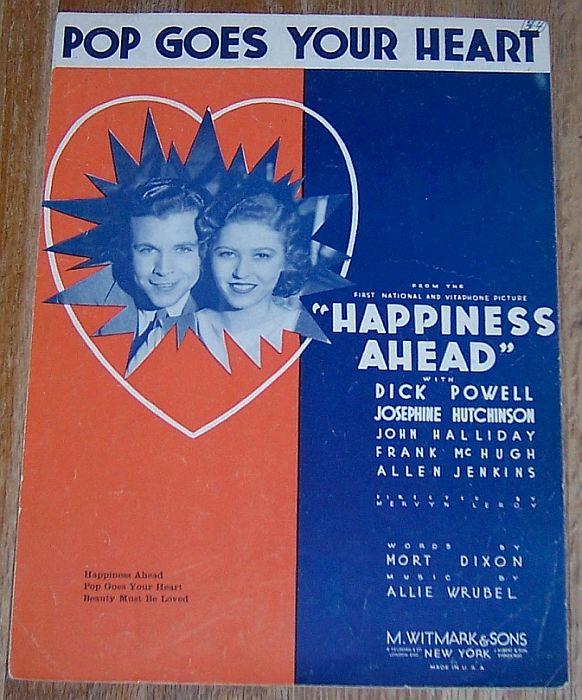 POP GOES YOUR HEART
FROM THE
FIRST NATIONAL AND VITAPHONE PICTURE
"HAPPINESS
AHEAD"
WITH
DICK POWELL
JOSEPHINE HUTCHINSON
JOHN HALLIDAY
FRANK McHUGH
ALLEN JENKINS
DIRECTED BY
MERVYN LEROY
WORDS BY
MORT DIXON
MUSIC BY
ALLIE WRUBEL
Happiness Ahead
Pop Goes Your Heart
Beauty Must Be Loved
M. WITMARK & SONS
NEW YORK
MADE IN U.S.A.